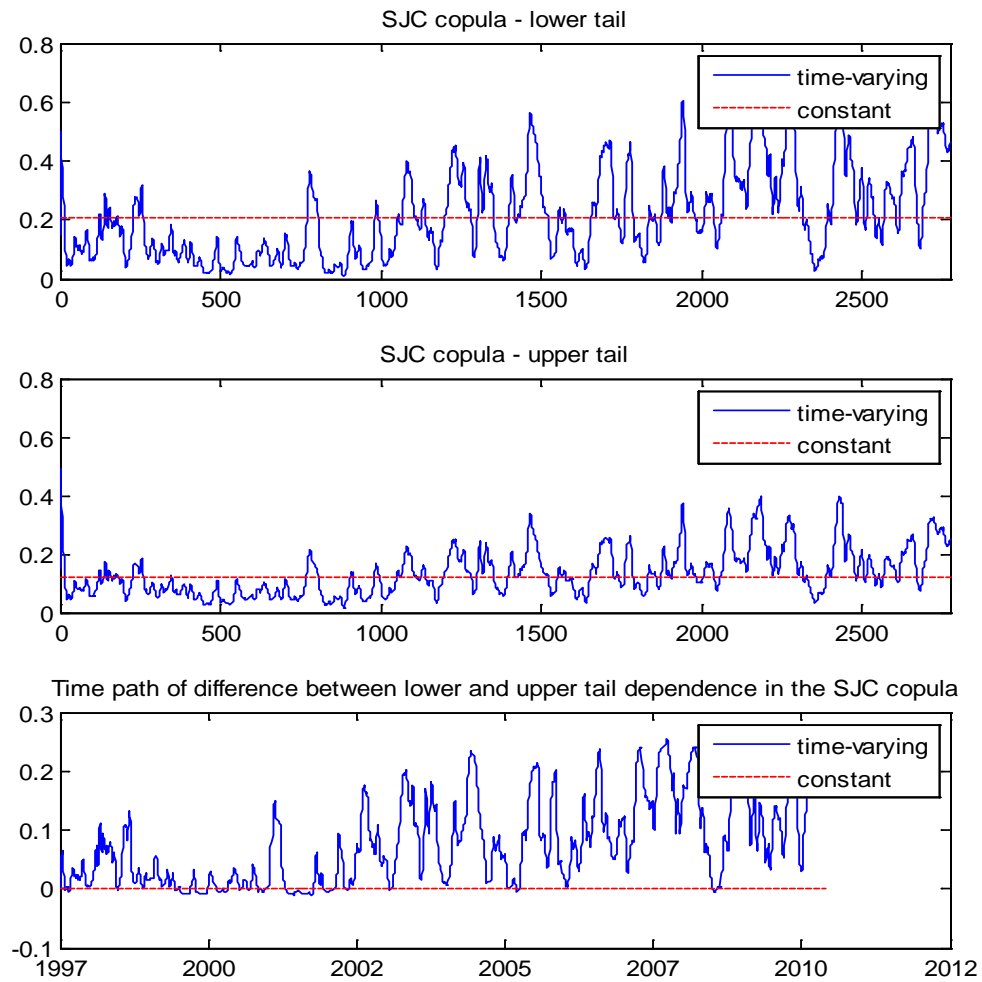 SJC copula - lower tail
0.8
0.6
0.4
0.2
0
time-varying
constant
0 500 1000 1500 2000 2500
SJC copula - upper tail
0.8
0.6
0.4
0.2
0
time-varying
constant
0 500 1000 1500 2000 2500
Time path of difference between lower and upper tail dependence in the SJC copula
0.3
0.2
0.1
0
-0.1
time-varying
constant
1997 2000 2002 2005 2007 2010 2012